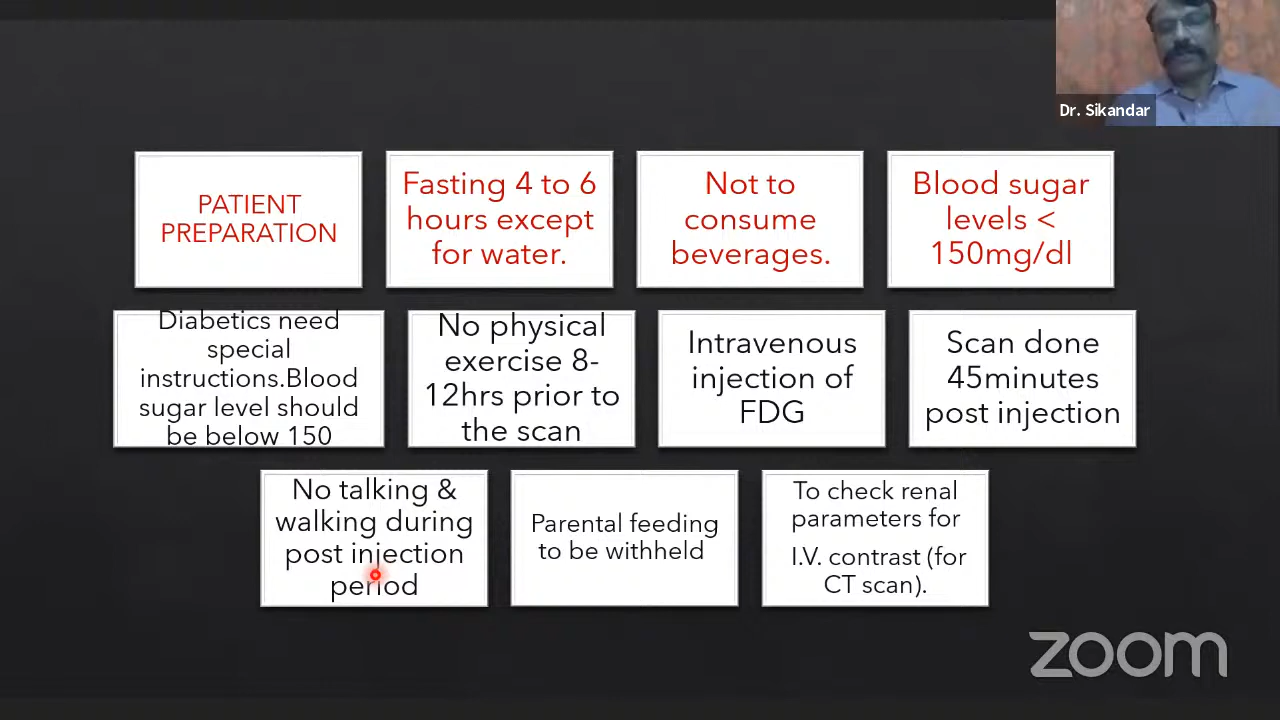 Dr. Sikandar
PATIENT
PREPARATION
Fasting 4 to 6
hours except
for water.
Not to
consume
beverages.
Blood sugar
levels <
150mg/dl
Diabetics need
special
instructions.Blood
sugar level should
be below 150
No physical
exercise 8-
12hrs prior to
the scan
Intravenous
injection of
FDG
Scan done
45minutes
post injection
No talking &
walking during
post injection
period
Parental feeding
to be withheld
To check renal
parameters for
I.V. contrast (for
CT scan).
zoom